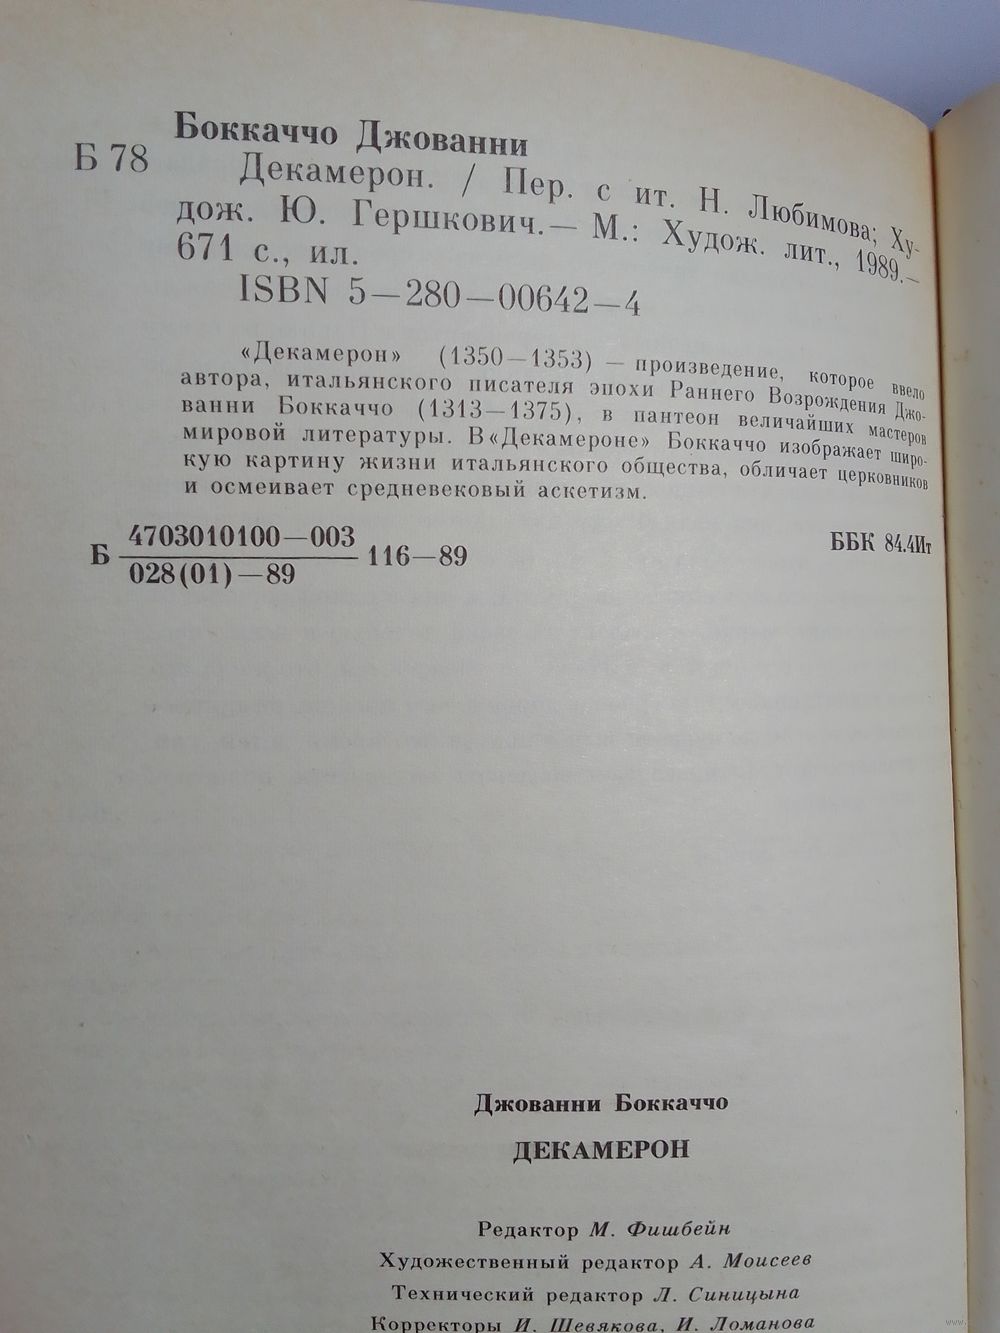 Боккаччо Джованни
Б 78
Декамерон. / Пер. с ит. Н. Любимова; Ху-
дож. Ю. Гершкович.— М.: Худож. лит., 1989.—
671 с., ил.
ISBN 5—280—00642—4
«Декамерон» (1350—1353) — произведение, которое ввело
автора, итальянского писателя эпохи Раннего Возрождения Джо-
ванни Боккаччо (1313—1375), в пантеон величайших мастеров
мировой литературы. В «Декамероне» Боккаччо изображает широ-
кую картину жизни итальянского общества, обличает церковников
и осмеивает средневековый аскетизм.
Б 4703010100—003
028(01)—89
116—89
ББК 84.4Ит
Джованни Боккаччо
ДЕКАМЕРОН
Редактор М. Фишбейн
Художественный редактор А. Моисеев
Технический редактор Л. Синицына
Корректоры И. Шевякова, И. Ломанова